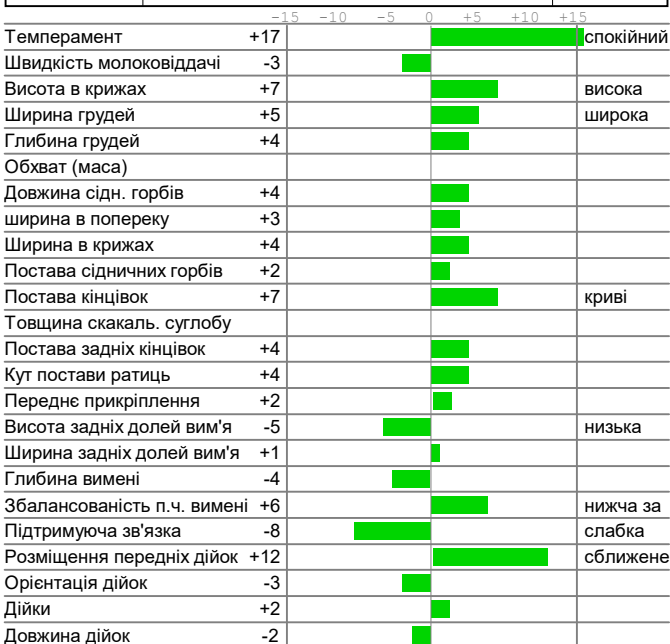 -15 -10 -5 0 +5 +10 +15
Темперамент +17 спокійний
Швидкість молоковіддачі -3
Висота в крижах +7 висока
Ширина грудей +5 широка
Глибина грудей +4
Обхват (маса)
Довжина сідн. горбів +4
ширина в попереку +3
Ширина в крижах +4
Постава сідничних горбів +2
Постава кінцівок +7 криві
Товщина скакаль. суглобу
Постава задніх кінцівок +4
Кут постави ратиць +4
Переднє прикріплення +2
Висота задніх долей вим'я -5 низька
Ширина задніх долей вим'я +1
Глибина вимені -4
Збалансованість п.ч. вимені +6 нижча за
Підтримуюча зв'язка -8 слабка
Розміщення передніх дійок +12 сближене
Орієнтація дійок -3
Дійки +2
Довжина дійок -2